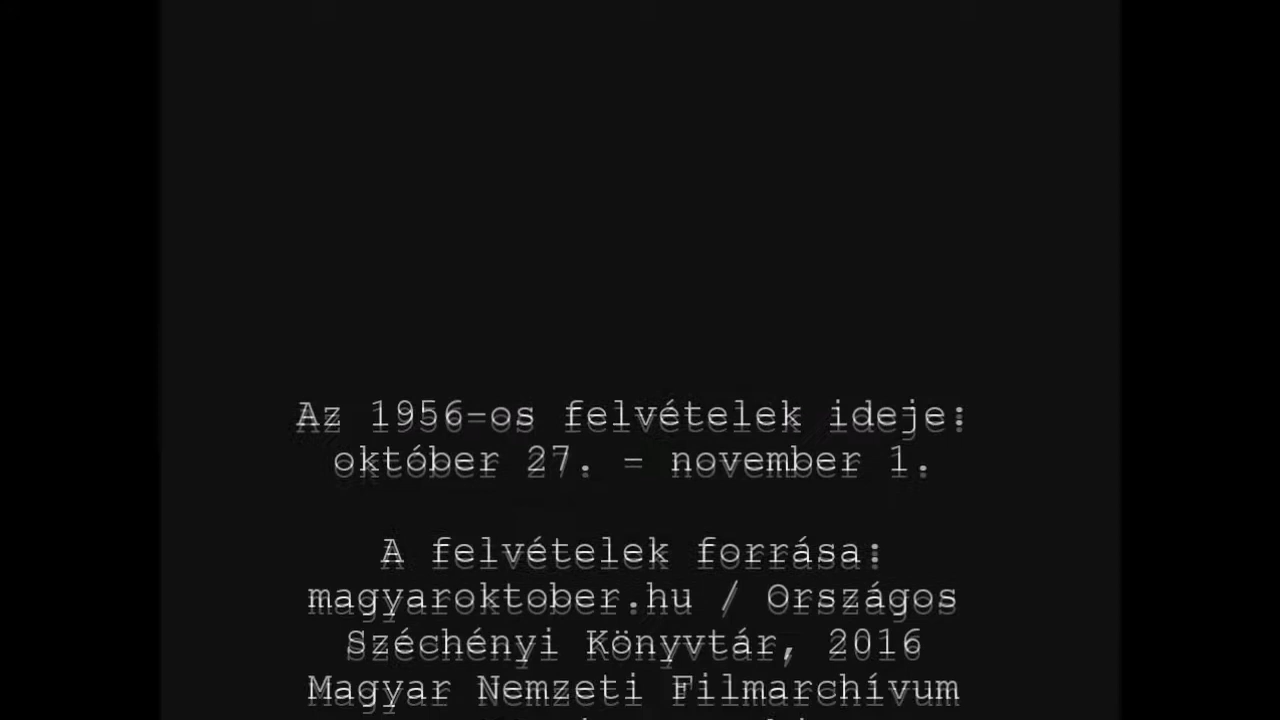 Az 1956-os felvételek ideje:
október 27. - november 1.
A felvételek forrása:
magyaroktober.hu / Országos
Széchényi Könyvtár, 2016
Magyar Nemzeti Filmarchívum